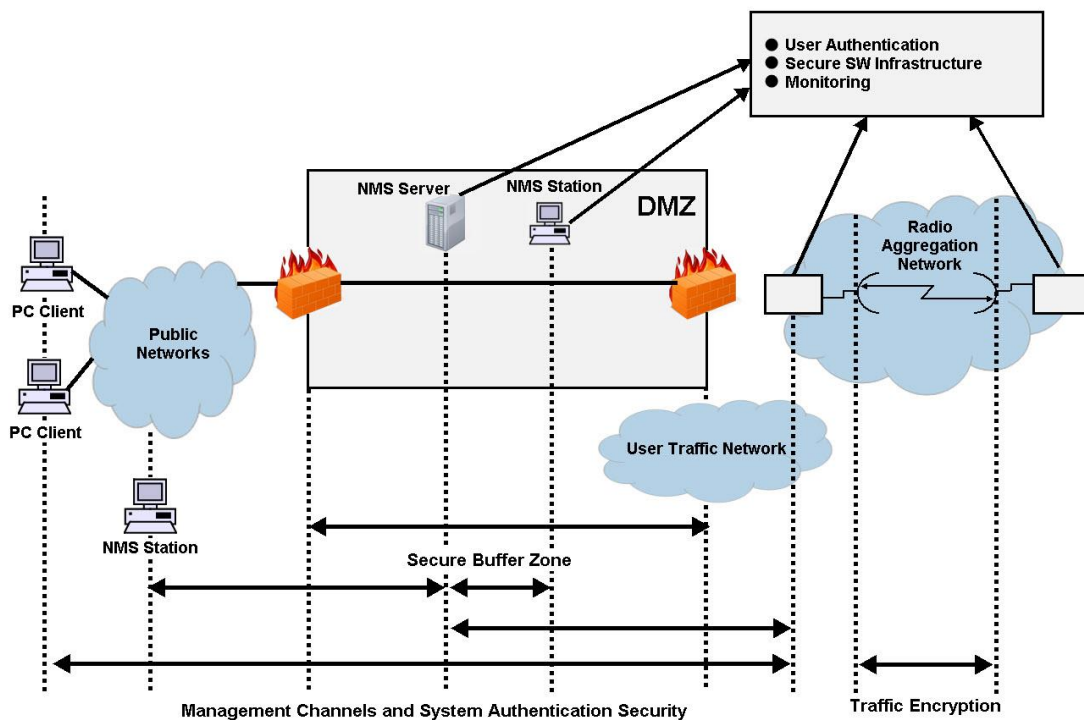 ● User Authentication
● Secure SW Infrastructure
● Monitoring
NMS Server
NMS Station
DMZ
Radio
Aggregation
Network
PC Client
Public
Networks
PC Client
User Traffic Network
NMS Station
Secure Buffer Zone
Management Channels and System Authentication Security
Traffic Encryption